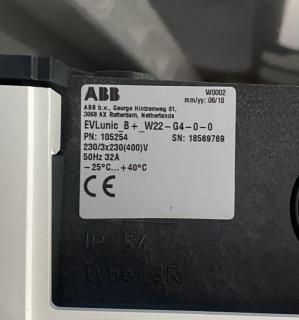 ABB
W0002
mm/yy: 06/18
ABB b.v., George Hintzenweg 81,
3068 AX Rotterdam, Netherlands
EVLunic_B+_W22-G4-0-0
PN: 105254
SN: 18569769
230/3x230(400)V
50Hz 32A
-25°C...+40°C
CE
IP 54
Type 3R